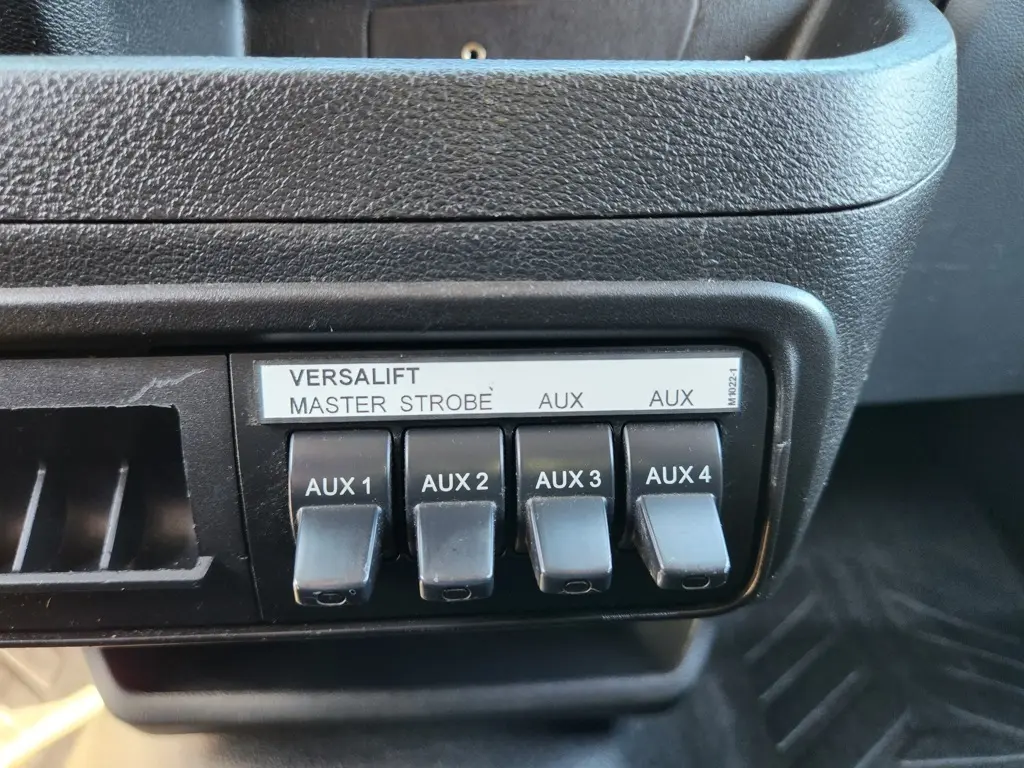 VERSALIFT
MASTER STROBE AUX AUX
M1022-1
AUX 1 AUX 2 AUX 3 AUX 4